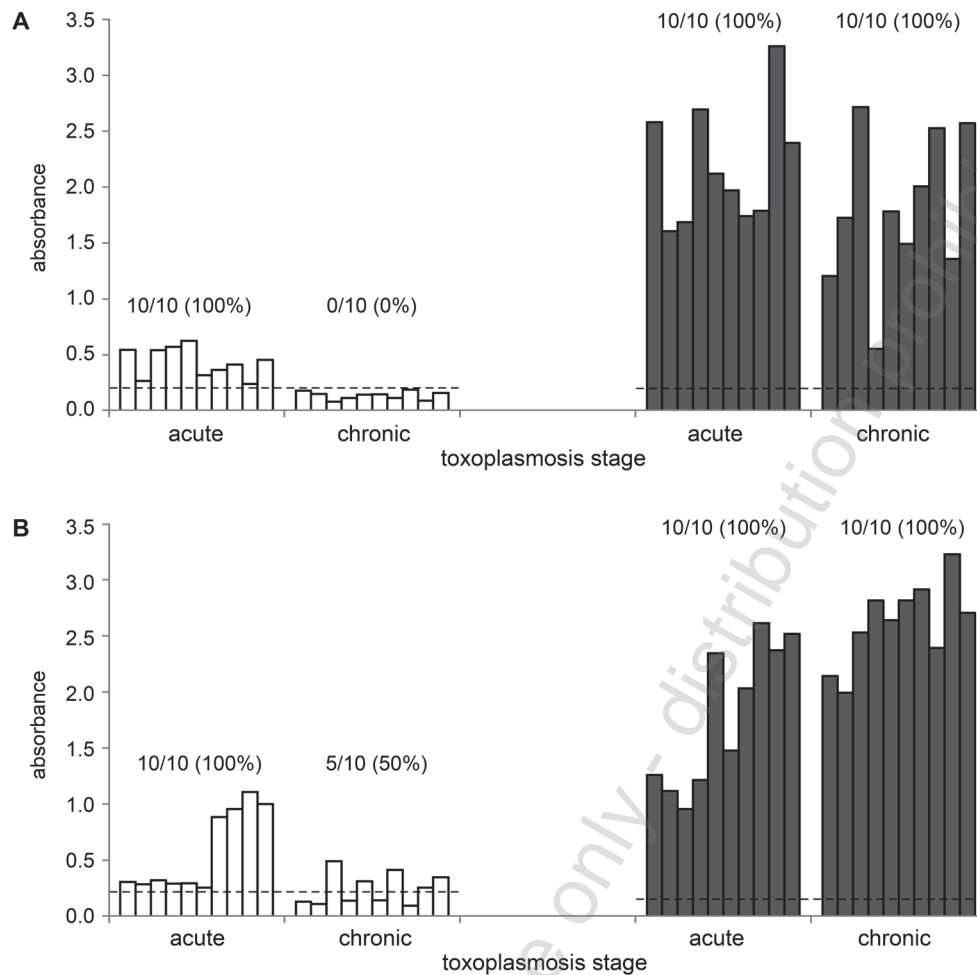 A
3.5
3.0
2.5
2.0
1.5
1.0
0.5
0.0
absorbance
10/10 (100%) 0/10 (0%) 10/10 (100%) 10/10 (100%)
acute chronic acute chronic
toxoplasmosis stage
B
3.5
3.0
2.5
2.0
1.5
1.0
0.5
0.0
absorbance
10/10 (100%) 5/10 (50%) 10/10 (100%) 10/10 (100%)
acute chronic acute chronic
toxoplasmosis stage
e only - distribution prohibi